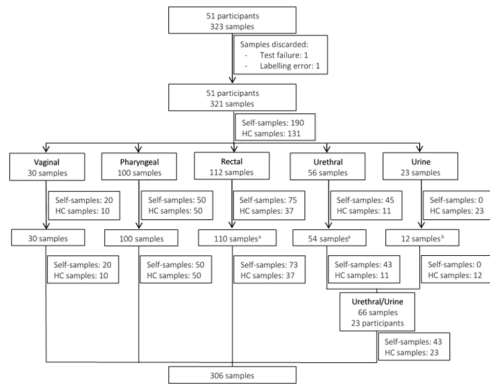 51 participants
323 samples
Samples discarded:
- Test failure: 1
- Labelling error: 1
51 participants
321 samples
Self-samples: 190
HC samples: 131
Vaginal
30 samples
Pharyngeal
100 samples
Rectal
112 samples
Urethral
56 samples
Urine
23 samples
Self-samples: 20
HC samples: 10
Self-samples: 50
HC samples: 50
Self-samples: 75
HC samples: 37
Self-samples: 45
HC samples: 11
Self-samples: 0
HC samples: 23
30 samples
100 samples
110 samplesᵃ
54 samplesᵃ
12 samplesᵇ
Self-samples: 20
HC samples: 10
Self-samples: 50
HC samples: 50
Self-samples: 73
HC samples: 37
Self-samples: 43
HC samples: 11
Self-samples: 0
HC samples: 12
Urethral/Urine
66 samples
23 participants
Self-samples: 43
HC samples: 23
306 samples